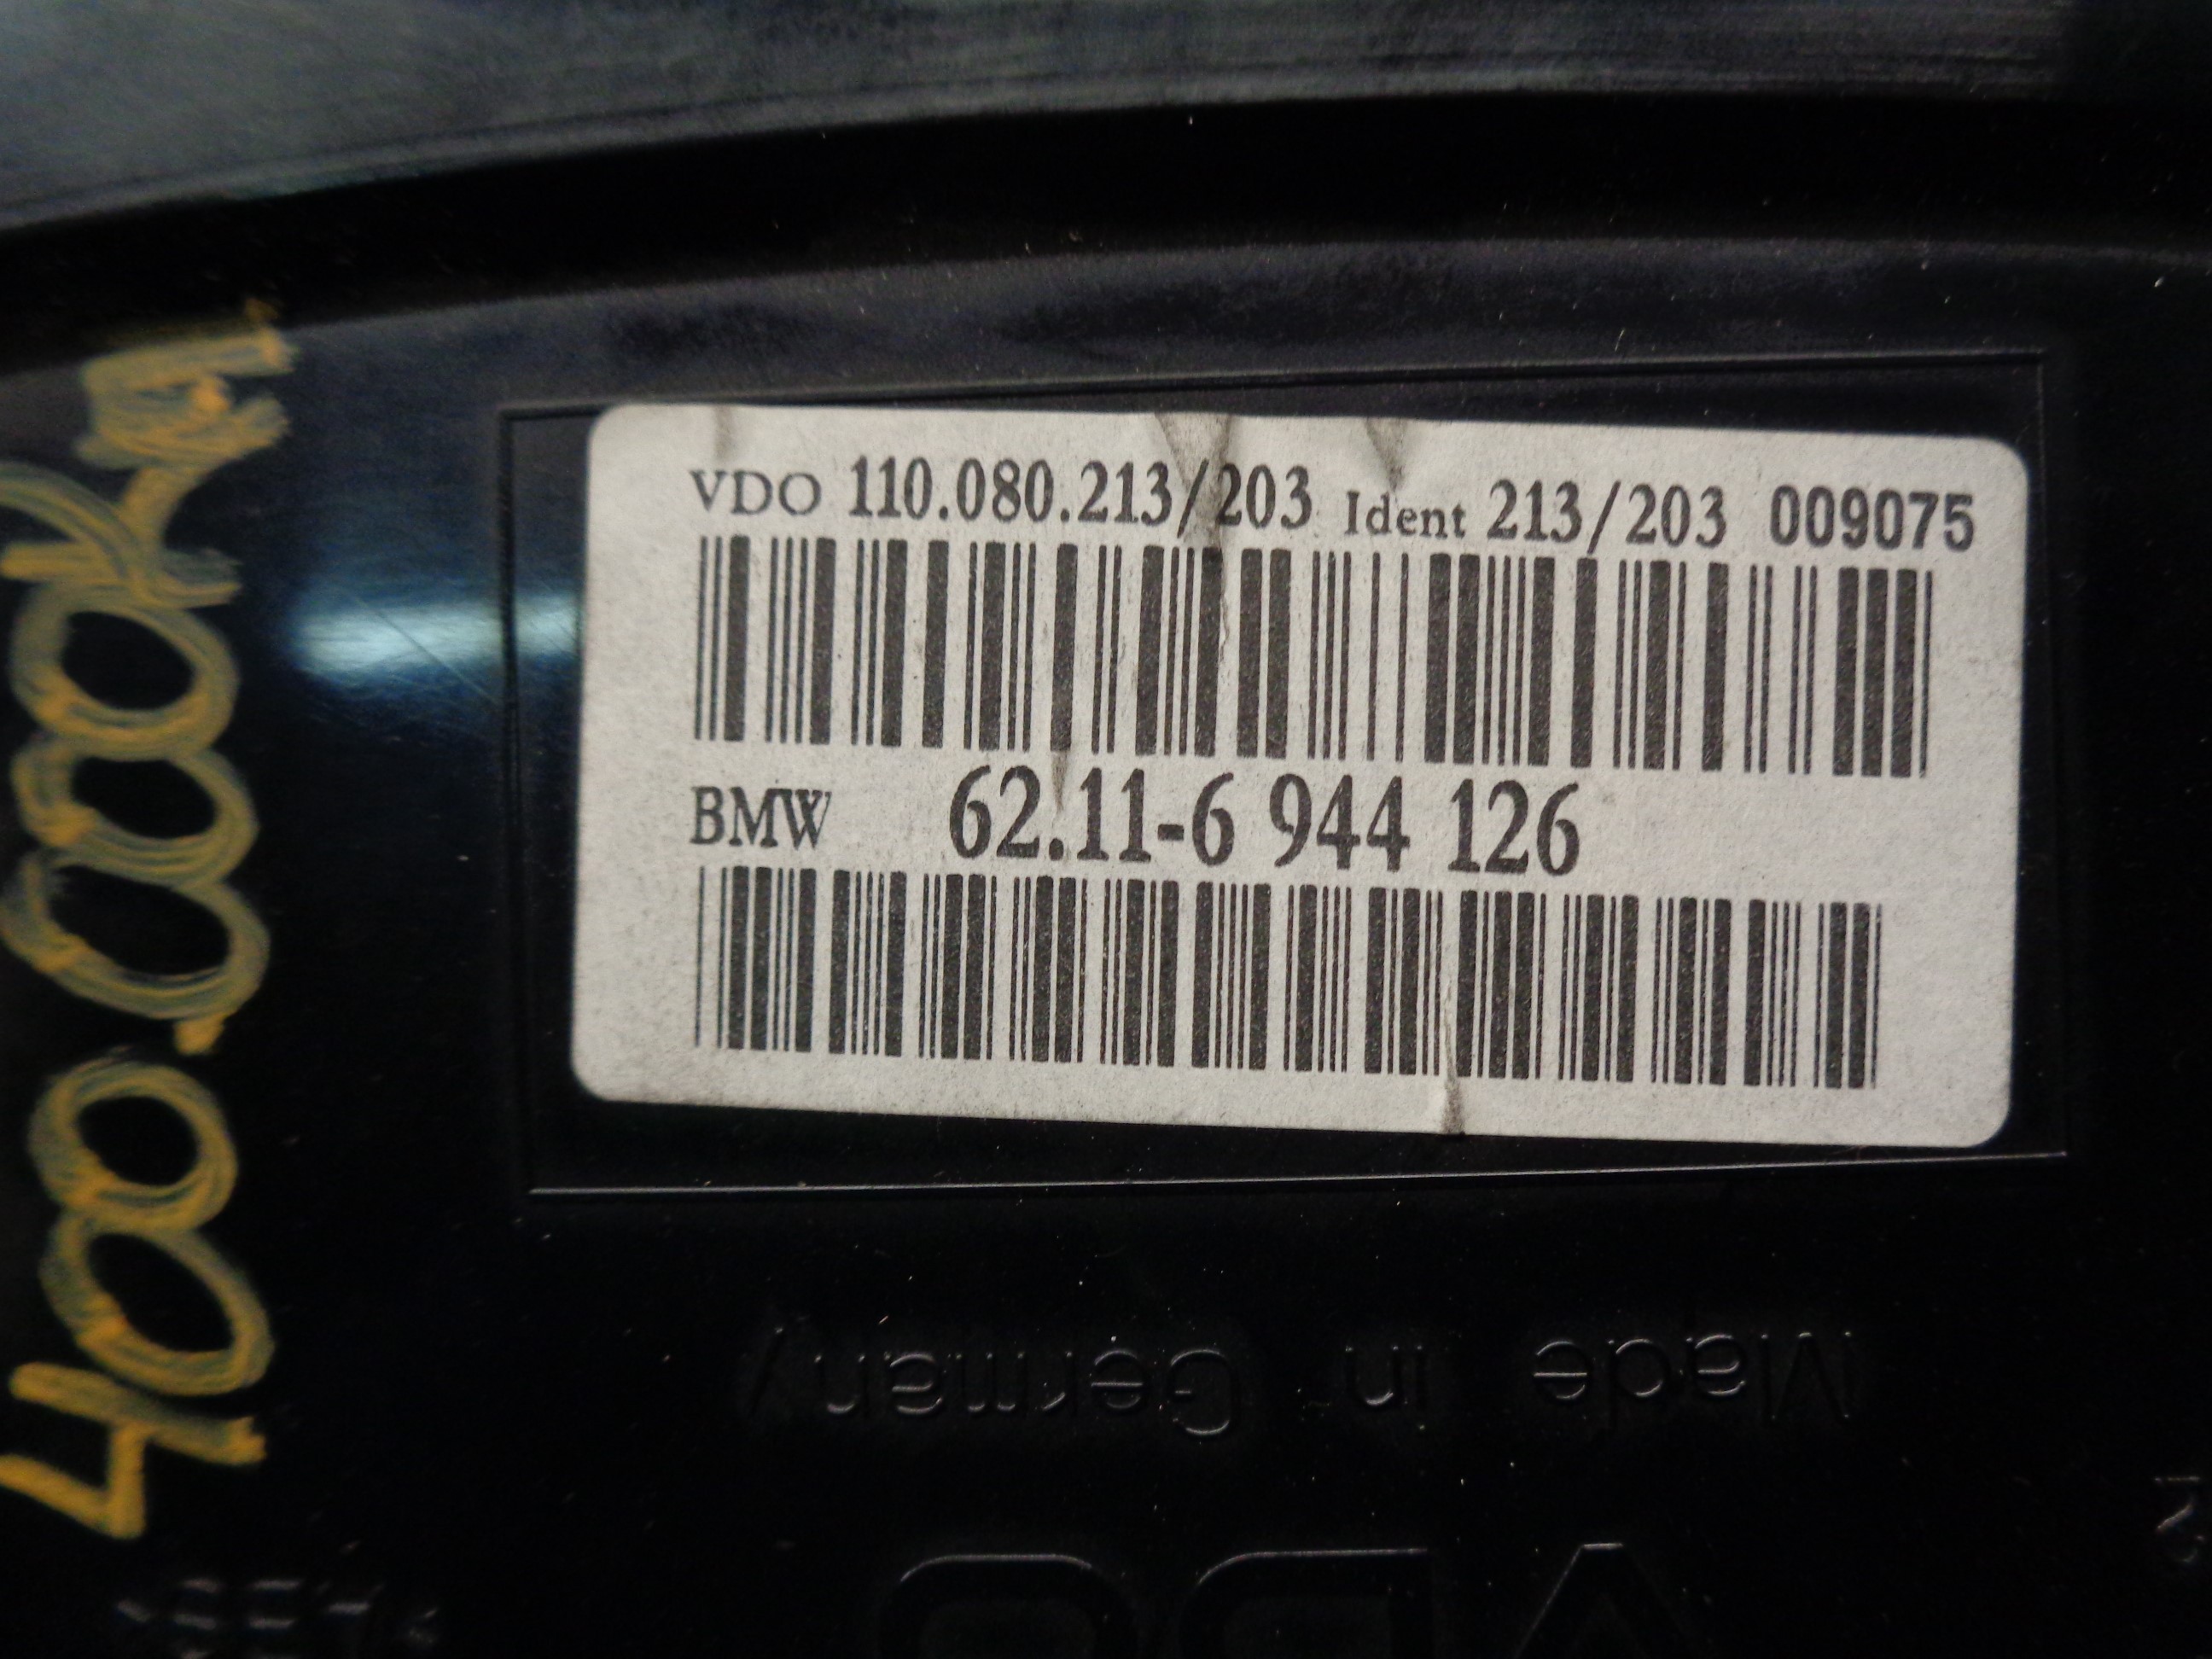 VDO 110.080.213/203 Ident 213/203 009075
BMW 62.11-6 944 126
Made in Germany
VDO
400.000km